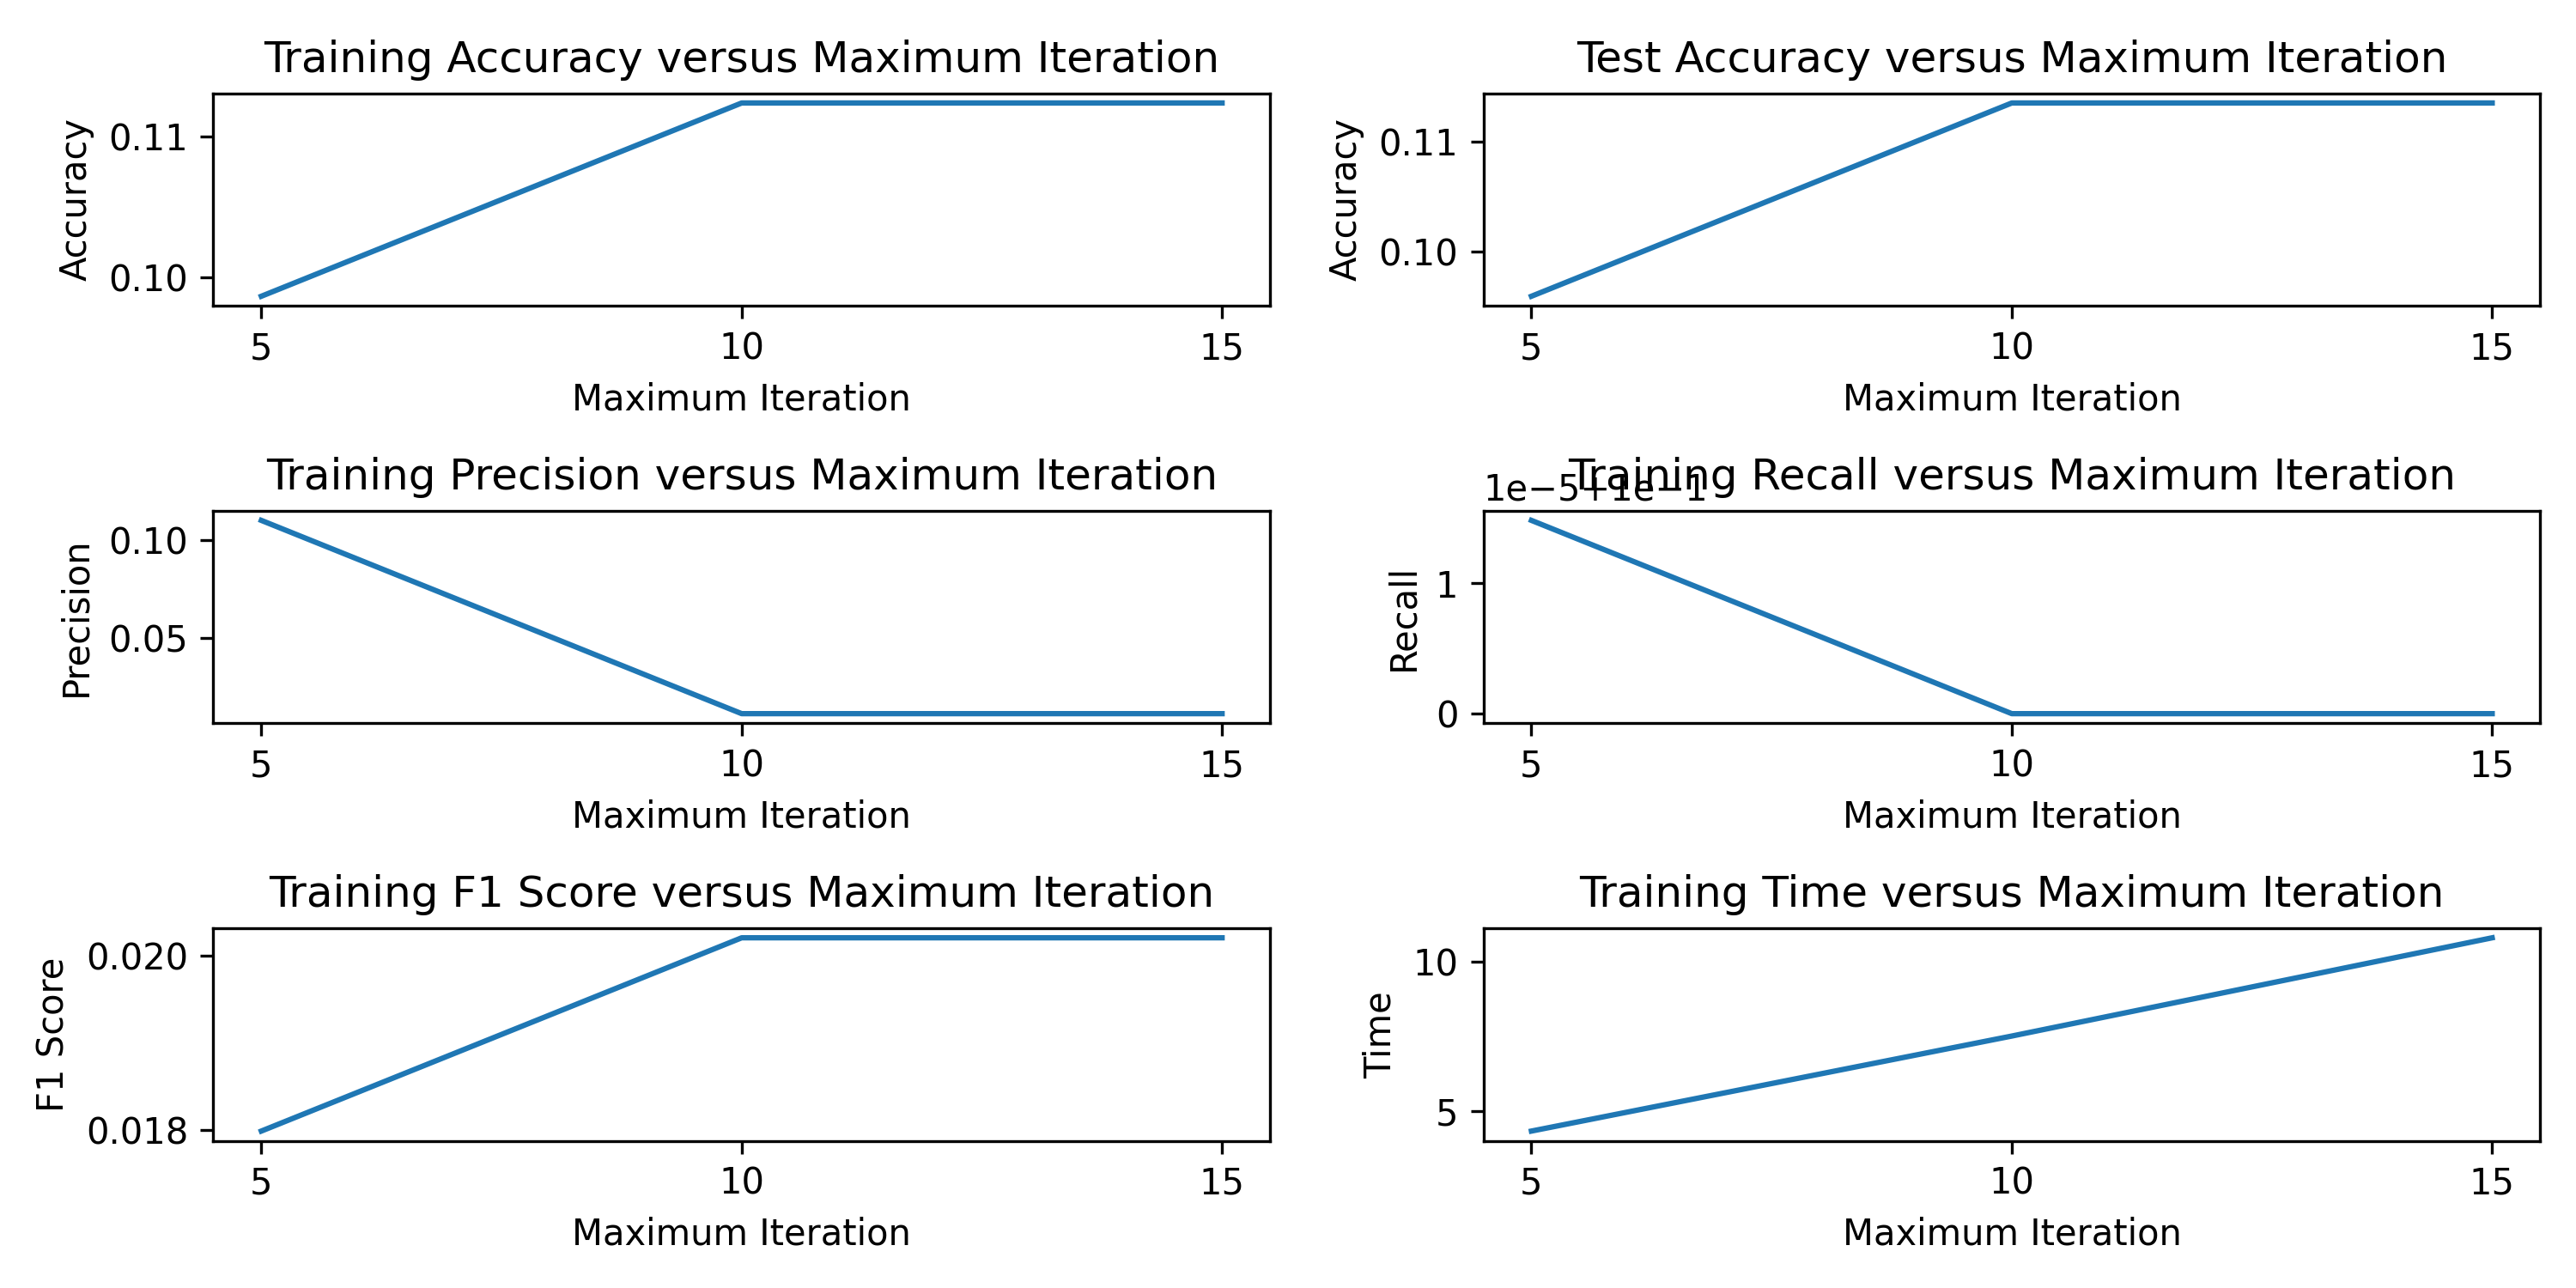 Training Accuracy versus Maximum Iteration
Accuracy
0.11
0.10
5 10 15
Maximum Iteration
Test Accuracy versus Maximum Iteration
Accuracy
0.11
0.10
5 10 15
Maximum Iteration
Training Precision versus Maximum Iteration
Precision
0.10
0.05
5 10 15
Maximum Iteration
Training Recall versus Maximum Iteration
1e−5+1e−1
Recall
1
0
5 10 15
Maximum Iteration
Training F1 Score versus Maximum Iteration
F1 Score
0.020
0.018
5 10 15
Maximum Iteration
Training Time versus Maximum Iteration
Time
10
5
5 10 15
Maximum Iteration